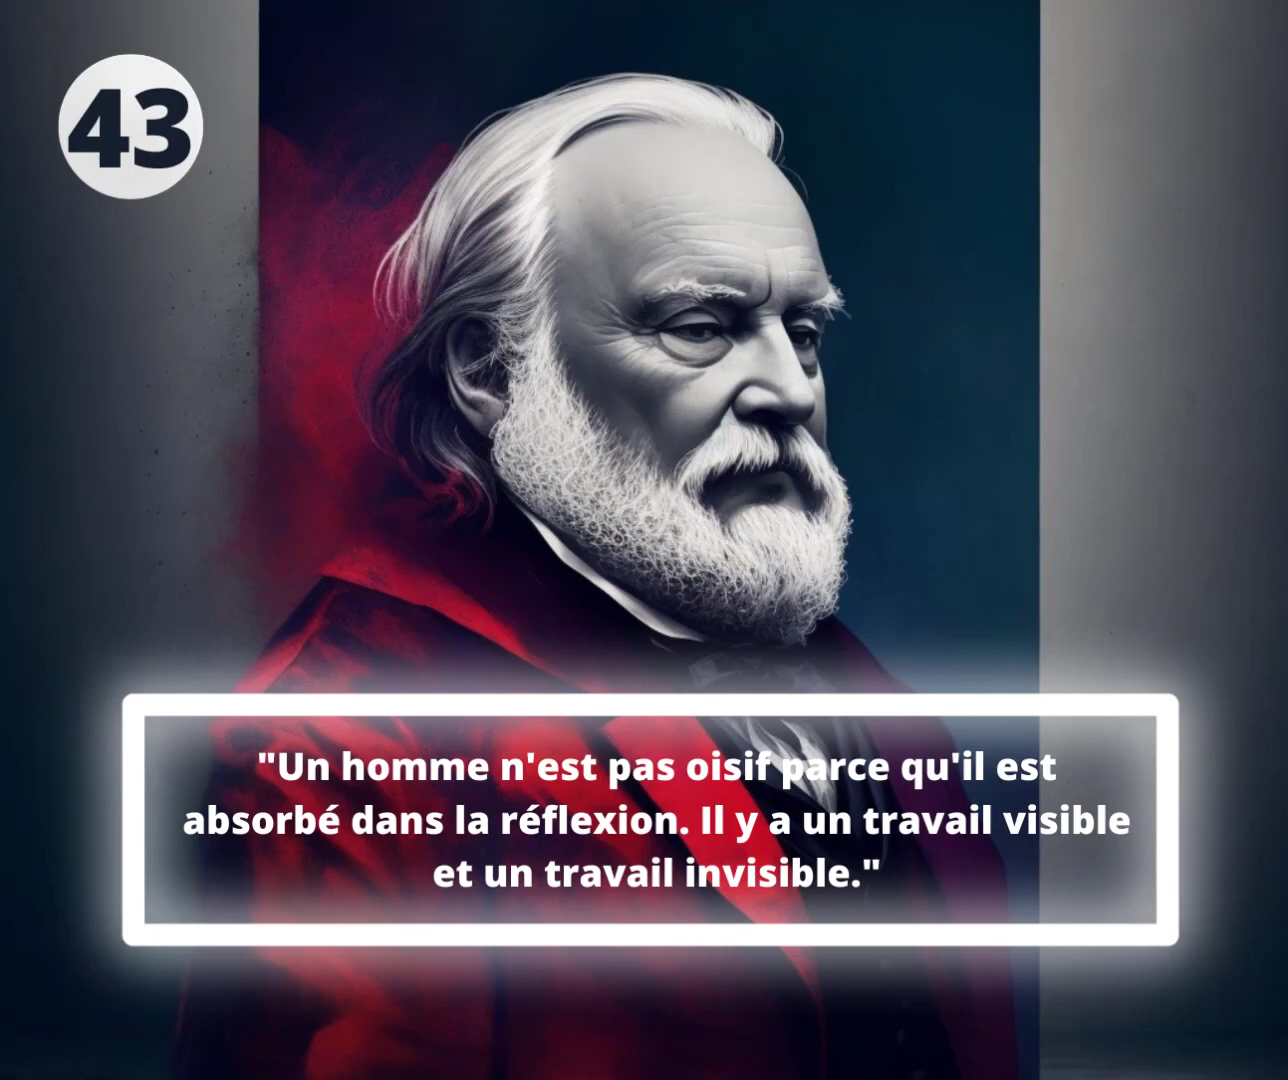 43
"Un homme n'est pas oisif parce qu'il est
absorbé dans la réflexion. Il y a un travail visible
et un travail invisible."